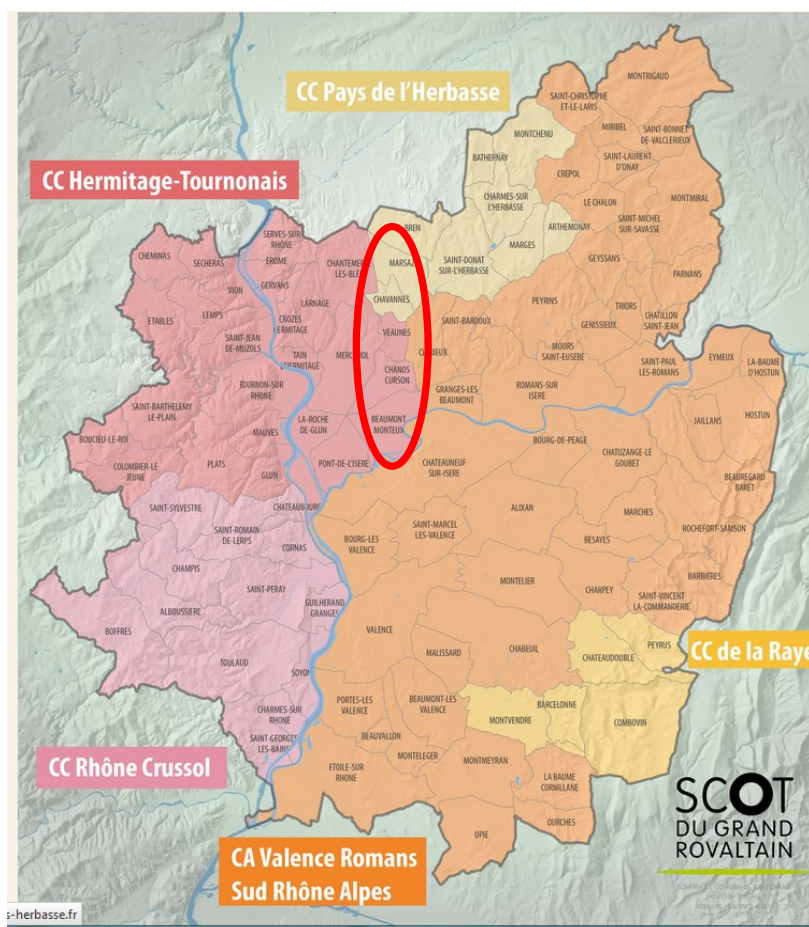 MONTRIGAUD
CC Pays de l'Herbasse
SAINT-CHRISTOPHE
ET-LE-LARIS
MONTCHENU
MIRIBEL
SAINT-BONNET
DE-VALCLERIEUX
BATHERNAY
SAINT-LAURENT
D'ONAY
CREPOL
CC Hermitage-Tournonais
CHARMES-SUR
L'HERBASSE
LE CHALON
MONTMIRAL
SAINT-MICHEL
SUR-SAVASSE
ARTHEMONAY
BREN
SERVES-SUR
RHÔNE
MARGES
CHEMINAS
SECHERAS
EROME
CHANTEMER
LES-BLE
MARSAZ
SAINT-DONAT
SUR-L'HERBASSE
GEYSSANS
PARNANS
VION
GERVANS
CHAVANNES
PEYRINS
LARNAGE
TRIORS
CHATILLON
SAINT-JEAN
ETABLES
LEMPS
CROZES
ERMITAGE
VEAUNES
SAINT-BARDOUX
GENISSIEUX
SAINT-JEAN
DE-MUZOLS
MOURS
SAINT-EUSEBE
TAIN
SAINT-PAUL
LES-ROMANS
EYMEUX
LA-BAUME
D'HOSTUN
CHANOS
CURSON
TOURNON-SUR
RHONE
GRANGES-LES
BEAUMONT
ROMANS-SUR
ISERE
SAINT-BARTHELEMY
LE-PLAIN
HOSTUN
LA-ROCHE
DE-GLUN
BEAUMONT
MONTEUX
JAILLANS
BOUCIEU-LE-ROI
MAUVES
BOURG-DE-PEAGE
CHATUZANGE-LE
GOUBET
COLOMBIER-LE
JEUNE
PLATS
GLUN
PONT-DE-L'ISERE
CHATEAUNEUF
SUR-ISERE
BEAUREGARD
BARET
SAINT-SYLVESTRE
ALIXAN
MARCHES
SAINT-ROMAIN
DE-LERPS
SAINT-MARCEL
LES-VALENCE
ROCHEFORT-SAMSON
CORNAS
BOURG-LES
VALENCE
BESAYES
CHAMPIS
BARBIERES
SAINT-PERAY
MONTELIER
CHARPEY
SAINT-VINCENT
LA-COMMANDERIE
GUILHERAND
GRANGES
ALBOUSSIERE
BOFFRES
VALENCE
PEYRUS
MALISSARD
CHABEUIL
CHATEAUDOUBLE
CC de la Raye
TOULAUD
SOYON
PORTES-LES
VALENCE
BEAUMONT-LES
VALENCE
BARCELONNE
CHARMES-SUR
RHONE
MONTVENDRE
COMBOVIN
SAINT-GEORGES
LES-BAINS
BEAUVALLON
CC Rhône Crussol
MONTELEGER
MONTMEYRAN
ETOILE-SUR
RHONE
LA BAUME
CORNILLANE
SCOT
DU GRAND
ROVALTAIN
OURCHES
UPIE
CA Valence Romans
Sud Rhône Alpes
s-herbasse.fr